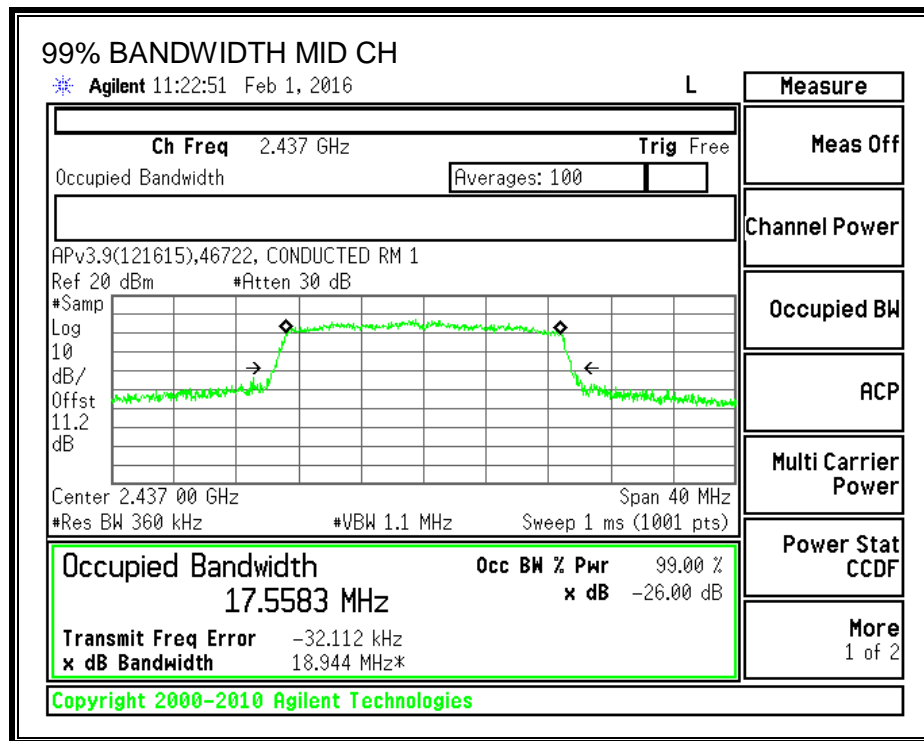 99% BANDWIDTH MID CH
Agilent 11:22:51 Feb 1, 2016 L
Measure
Ch Freq 2.437 GHz Trig Free
Meas Off
Occupied Bandwidth Averages: 100
Channel Power
APv3.9(121615),46722, CONDUCTED RM 1
Ref 20 dBm #Atten 30 dB
#Samp
Log
10
dB/
Offst
11.2
dB
Occupied BW
ACP
Multi Carrier
Power
Center 2.437 00 GHz Span 40 MHz
#Res BW 360 kHz #VBW 1.1 MHz Sweep 1 ms (1001 pts)
Power Stat
CCDF
Occupied Bandwidth Occ BW % Pwr 99.00 %
17.5583 MHz x dB -26.00 dB
Transmit Freq Error -32.112 kHz
x dB Bandwidth 18.944 MHz*
More
1 of 2
Copyright 2000-2010 Agilent Technologies